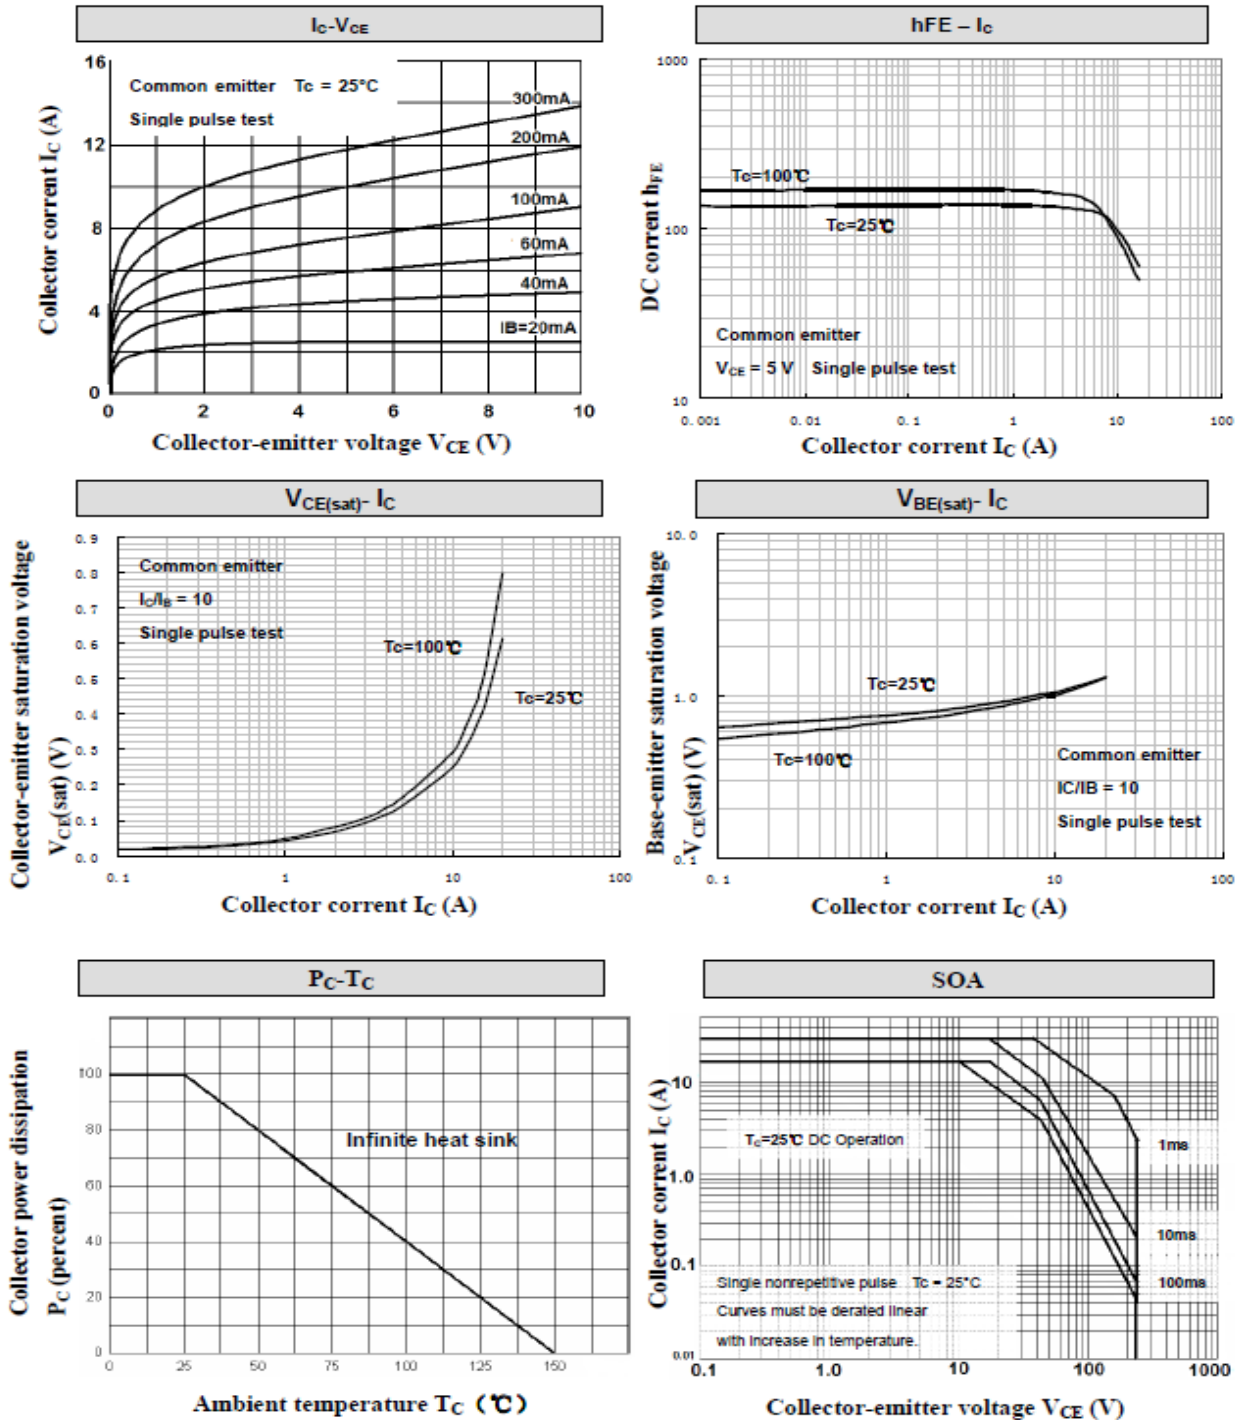 IC-VCE
16
12
8
4
0
0 2 4 6 8 10
Common emitter Tc = 25°C
Single pulse test
300mA
200mA
100mA
60mA
40mA
IB=20mA
Collector current IC (A)
Collector-emitter voltage VCE (V)
hFE – IC
1000
100
10
0.001 0.01 0.1 1 10 100
Tc=100℃
Tc=25℃
Common emitter
VCE = 5 V Single pulse test
DC current hFE
Collector corrent IC (A)
VCE(sat)- IC
0.9
0.8
0.7
0.6
0.5
0.4
0.3
0.2
0.1
0.0
0.1 1 10 100
Common emitter
IC/IB = 10
Single pulse test
Tc=100℃
Tc=25℃
Collector-emitter saturation voltage
VCE(sat) (V)
Collector corrent IC (A)
VBE(sat)- IC
10.0
1.0
0.1
0.1 1 10 100
Tc=25℃
Tc=100℃
Common emitter
IC/IB = 10
Single pulse test
Base-emitter saturation voltage
VCE(sat) (V)
Collector corrent IC (A)
PC-TC
100
80
60
40
20
0
0 25 50 75 100 125 150
Infinite heat sink
Collector power dissipation
PC (percent)
Ambient temperature TC (℃)
SOA
10
1.0
0.1
0.01
0.1 1.0 10 100 1000
TC=25℃ DC Operation
1ms
10ms
100ms
Single nonrepetitive pulse Tc = 25°C
Curves must be derated linear
with increase in temperature.
Collector corrent IC (A)
Collector-emitter voltage VCE (V)